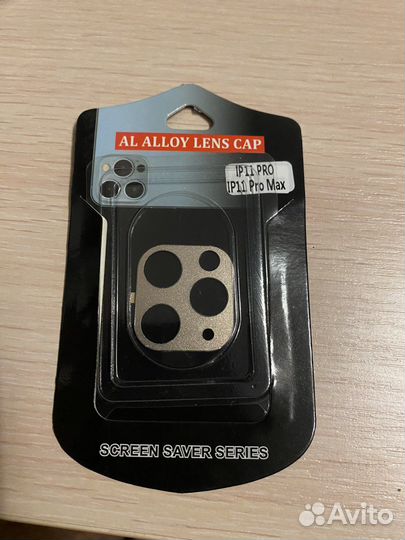 AL ALLOY LENS CAP
IP11 PRO
IP11 Pro Max
SCREEN SAVER SERIES
Avito